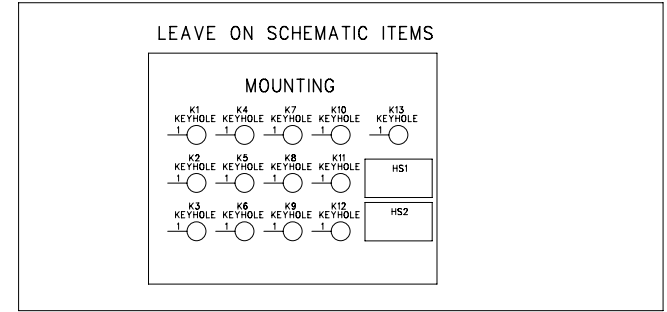 LEAVE ON SCHEMATIC ITEMS
MOUNTING
K1 K4 K7 K10 K13
KEYHOLE KEYHOLE KEYHOLE KEYHOLE KEYHOLE
1 1 1 1 1
K2 K5 K8 K11
KEYHOLE KEYHOLE KEYHOLE KEYHOLE HS1
1 1 1 1
K3 K6 K9 K12
KEYHOLE KEYHOLE KEYHOLE KEYHOLE HS2
1 1 1 1